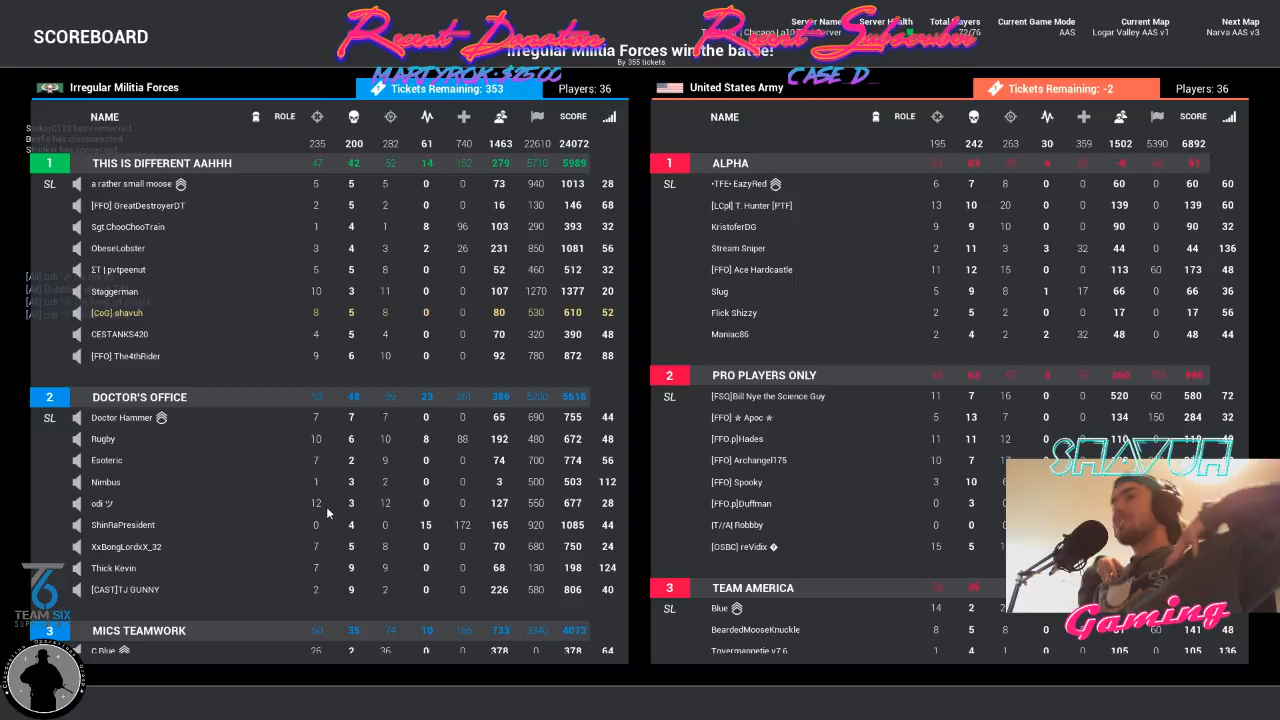 SCOREBOARD
Recent Donation
Recent Subscriber
Server Name
Server Health
Total Players
Current Game Mode
Current Map
Next Map
72/76
AAS
Logar Valley AAS v1
Narva AAS v3
Irregular Militia Forces win the battle!
By 355 tickets
MARTYROK: $25.00
CASE_D_
Irregular Militia Forces
Tickets Remaining: 353
Players: 36
NAME ROLE SCORE
235 200 282 61 740 1463 22610 24072
1 THIS IS DIFFERENT AAHHH 47 42 52 14 152 279 5710 5989
SL a rather small moose 5 5 5 0 0 73 940 1013 28
[FFO] GreatDestroyerDT 2 5 2 0 0 16 130 146 68
Sgt.ChooChooTrain 1 4 1 8 96 103 290 393 32
ObeseLobster 3 4 3 2 26 231 850 1081 56
ΣT | pvtpeenut 5 5 8 0 0 52 460 512 32
Staggerman 10 3 11 0 0 107 1270 1377 20
[CoG] shavuh 8 5 8 0 0 80 530 610 52
CESTANKS420 4 5 4 0 0 70 320 390 48
[FFO] The4thRider 9 6 10 0 0 92 780 872 88
2 DOCTOR'S OFFICE 53 48 59 23 261 386 5230 5616
SL Doctor Hammer 7 7 7 0 0 65 690 755 44
Rugby 10 6 10 8 88 192 480 672 48
Esoteric 7 2 9 0 0 74 700 774 56
Nimbus 1 3 2 0 0 3 500 503 112
odi ツ 12 3 12 0 0 127 550 677 28
ShinRaPresident 0 4 0 15 172 165 920 1085 44
XxBongLordxX_32 7 5 8 0 0 70 680 750 24
Thick Kevin 7 9 9 0 0 68 130 198 124
[CAST]TJ GUNNY 2 9 2 0 0 226 580 806 40
3 MICS TEAMWORK 60 35 74 10 165 733 3340 4073
C Blue 26 2 36 0 0 378 0 378 64
United States Army
Tickets Remaining: -2
Players: 36
NAME ROLE SCORE
195 242 263 30 359 1502 5390 6892
1 ALPHA
SL •TFE• EazyRed 6 7 8 0 0 60 0 60 60
[LCpl] T. Hunter [PTF] 13 10 20 0 0 139 0 139 60
KristoferDG 9 9 10 0 0 90 0 90 32
Stream Sniper 2 11 3 3 32 44 0 44 136
[FFO] Ace Hardcastle 11 12 15 0 0 113 60 173 48
Slug 5 9 8 1 17 66 0 66 36
Flick Shizzy 2 5 2 0 0 17 0 17 56
Maniac86 2 4 2 2 32 48 0 48 44
2 PRO PLAYERS ONLY
SL [FSG]Bill Nye the Science Guy 11 7 16 0 0 520 60 580 72
[FFO] ✯ Apoc ✯ 5 13 7 0 0 134 150 284 32
[FFO.p]Hades 11 11 12 0 0 110
[FFO] Archangel175 10 7
[FFO] Spooky 3 10
[FFO.p]Duffman 0 3
|T//A| Robbby 0 0
[OSBC] reVidix 15 5
3 TEAM AMERICA
SL Blue 14 2
BeardedMooseKnuckle 8 5 8 0 60 141 48
Tovermagnetie v7.6 1 4 1 0 0 105 0 105 136
SHAVUH
Gaming
TEAM SIX